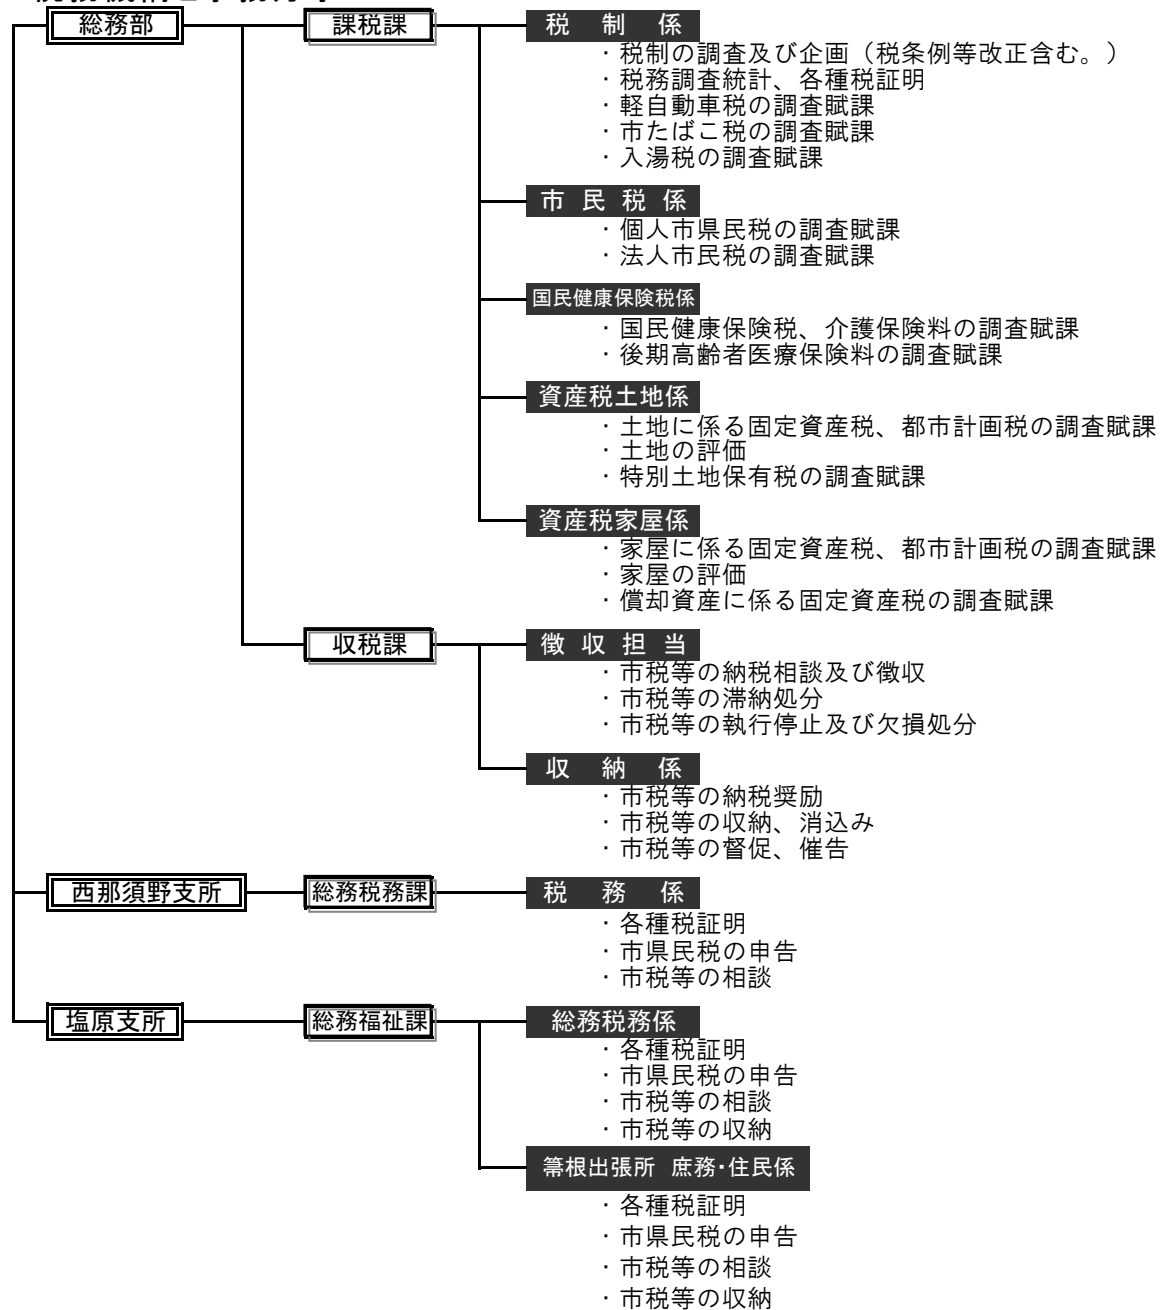 総務部
課税課
税制係
・税制の調査及び企画（税条例等改正含む。）
・税務調査統計、各種税証明
・軽自動車税の調査賦課
・市たばこ税の調査賦課
・入湯税の調査賦課
市民税係
・個人市県民税の調査賦課
・法人市民税の調査賦課
国民健康保険税係
・国民健康保険税、介護保険料の調査賦課
・後期高齢者医療保険料の調査賦課
資産税土地係
・土地に係る固定資産税、都市計画税の調査賦課
・土地の評価
・特別土地保有税の調査賦課
資産税家屋係
・家屋に係る固定資産税、都市計画税の調査賦課
・家屋の評価
・償却資産に係る固定資産税の調査賦課
収税課
徴収担当
・市税等の納税相談及び徴収
・市税等の滞納処分
・市税等の執行停止及び欠損処分
収納係
・市税等の納税奨励
・市税等の収納、消込み
・市税等の督促、催告
西那須野支所
総務税務課
税務係
・各種税証明
・市県民税の申告
・市税等の相談
塩原支所
総務福祉課
総務税務係
・各種税証明
・市県民税の申告
・市税等の相談
・市税等の収納
箒根出張所 庶務・住民係
・各種税証明
・市県民税の申告
・市税等の相談
・市税等の収納